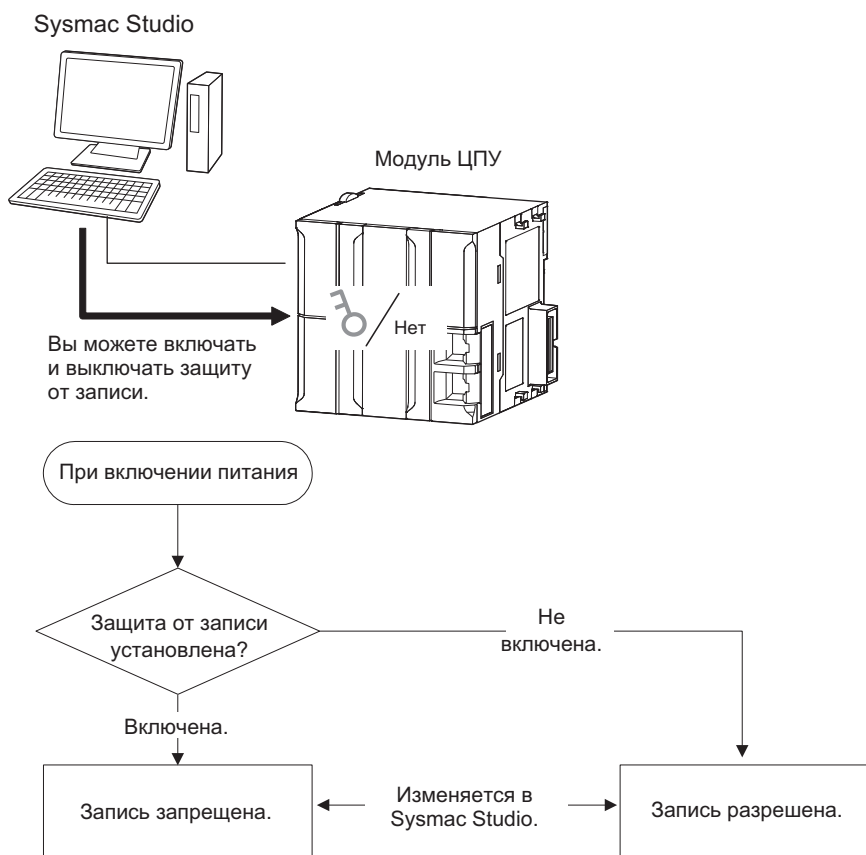 Sysmac Studio
Модуль ЦПУ
Нет
Вы можете включать
и выключать защиту
от записи.
При включении питания
Защита от записи
установлена?
Не
включена.
Включена.
Запись запрещена.
Изменяется в
Sysmac Studio.
Запись разрешена.